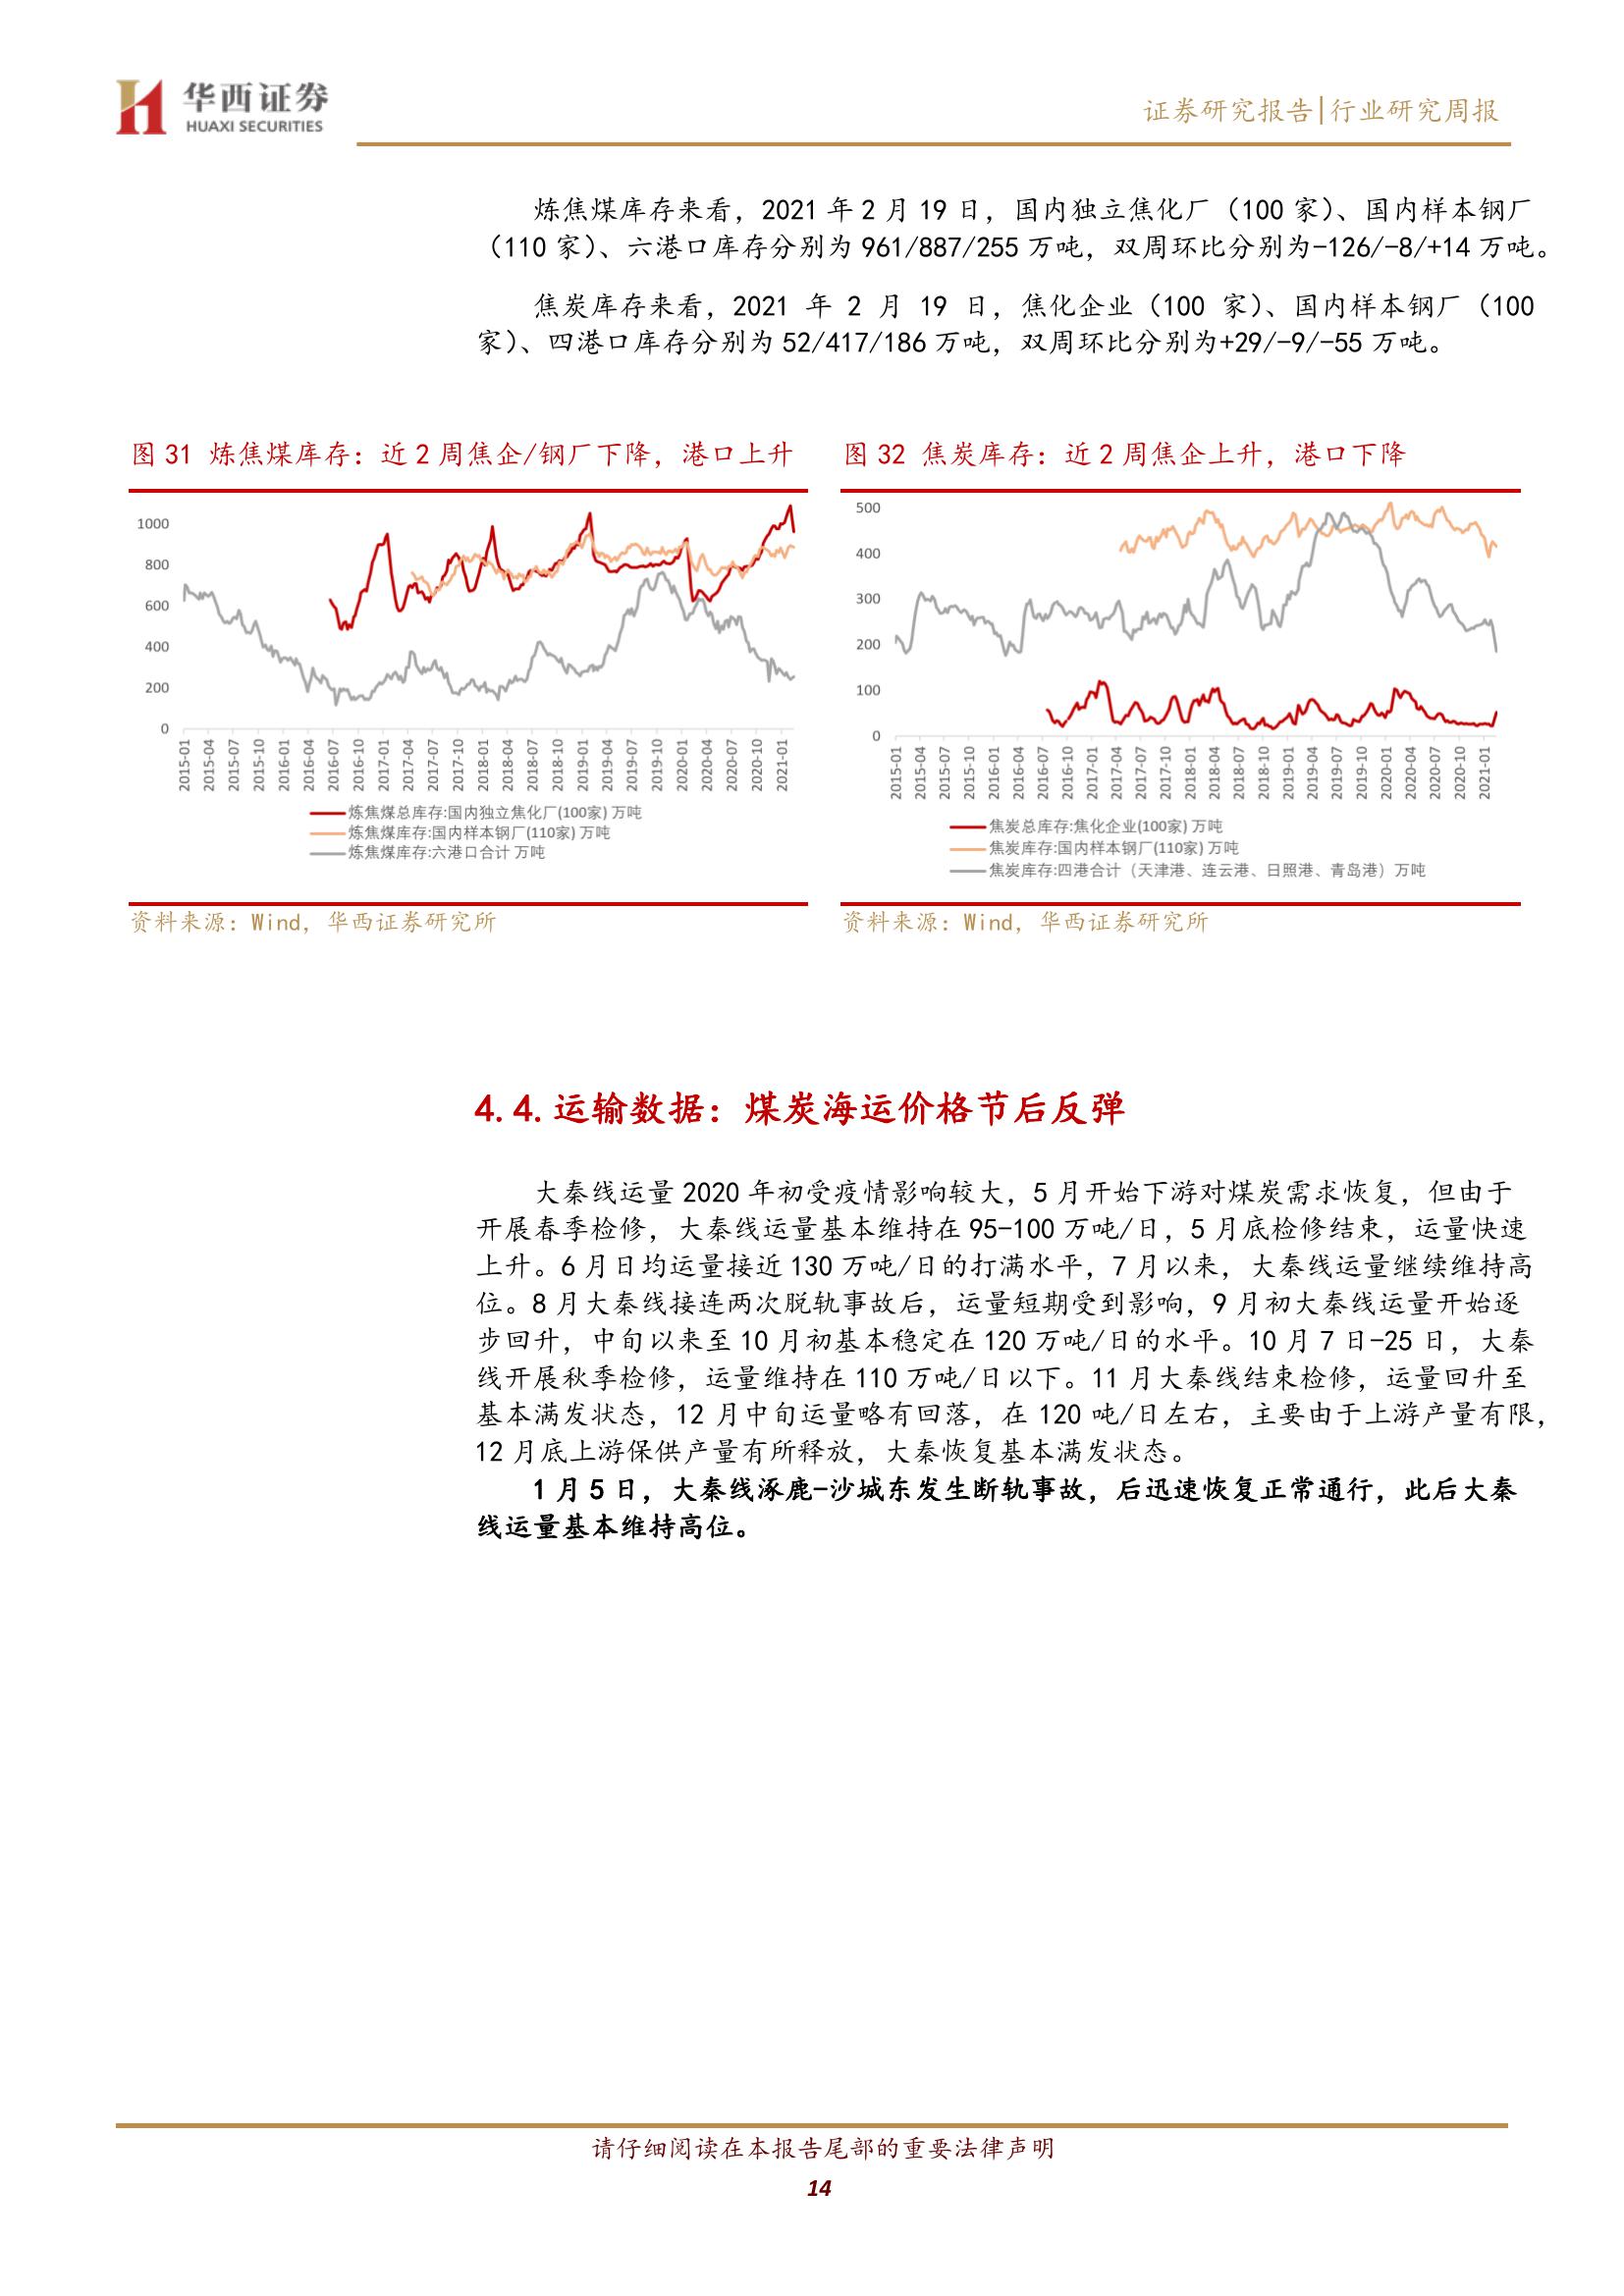 华西证券
HUAXI SECURITIES
证券研究报告|行业研究周报
炼焦煤库存来看，2021 年 2 月 19 日，国内独立焦化厂（100 家）、国内样本钢厂
（110 家）、六港口库存分别为 961/887/255 万吨，双周环比分别为-126/-8/+14 万吨。
焦炭库存来看，2021 年 2 月 19 日，焦化企业（100 家）、国内样本钢厂（100
家）、四港口库存分别为 52/417/186 万吨，双周环比分别为+29/-9/-55 万吨。
图 31 炼焦煤库存：近 2 周焦企/钢厂下降，港口上升
1000
800
600
400
200
0
2015-01
2015-04
2015-07
2015-10
2016-01
2016-04
2016-07
2016-10
2017-01
2017-04
2017-07
2017-10
2018-01
2018-04
2018-07
2018-10
2019-01
2019-04
2019-07
2019-10
2020-01
2020-04
2020-07
2020-10
2021-01
炼焦煤总库存:国内独立焦化厂(100家) 万吨
炼焦煤库存:国内样本钢厂(110家) 万吨
炼焦煤库存:六港口合计 万吨
资料来源：Wind，华西证券研究所
图 32 焦炭库存：近 2 周焦企上升，港口下降
500
400
300
200
100
0
2015-01
2015-04
2015-07
2015-10
2016-01
2016-04
2016-07
2016-10
2017-01
2017-04
2017-07
2017-10
2018-01
2018-04
2018-07
2018-10
2019-01
2019-04
2019-07
2019-10
2020-01
2020-04
2020-07
2020-10
2021-01
焦炭总库存:焦化企业(100家) 万吨
焦炭库存:国内样本钢厂(110家) 万吨
焦炭库存:四港合计（天津港、连云港、日照港、青岛港）万吨
资料来源：Wind，华西证券研究所
4.4.运输数据：煤炭海运价格节后反弹
大秦线运量 2020 年初受疫情影响较大，5 月开始下游对煤炭需求恢复，但由于
开展春季检修，大秦线运量基本维持在 95-100 万吨/日，5 月底检修结束，运量快速
上升。6 月日均运量接近 130 万吨/日的打满水平，7 月以来，大秦线运量继续维持高
位。8 月大秦线接连两次脱轨事故后，运量短期受到影响，9 月初大秦线运量开始逐
步回升，中旬以来至 10 月初基本稳定在 120 万吨/日的水平。10 月 7 日-25 日，大秦
线开展秋季检修，运量维持在 110 万吨/日以下。11 月大秦线结束检修，运量回升至
基本满发状态，12 月中旬运量略有回落，在 120 吨/日左右，主要由于上游产量有限，
12 月底上游保供产量有所释放，大秦恢复基本满发状态。
1 月 5 日，大秦线涿鹿-沙城东发生断轨事故，后迅速恢复正常通行，此后大秦
线运量基本维持高位。
请仔细阅读在本报告尾部的重要法律声明
14